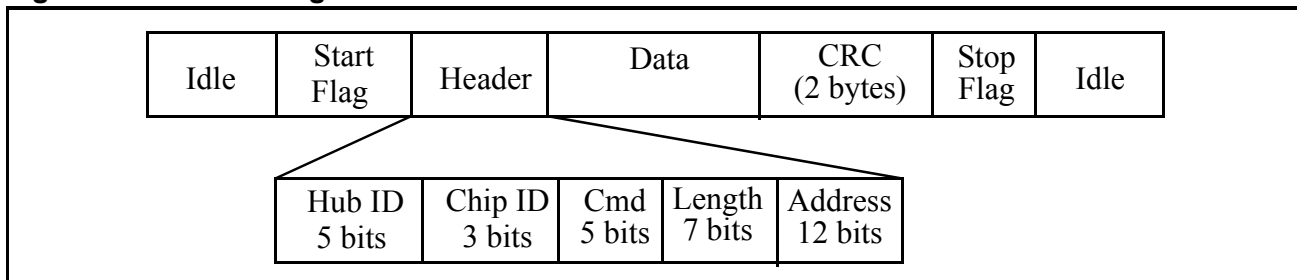 Idle
Start
Flag
Header
Data
CRC
(2 bytes)
Stop
Flag
Idle
Hub ID
5 bits
Chip ID
3 bits
Cmd
5 bits
Length
7 bits
Address
12 bits